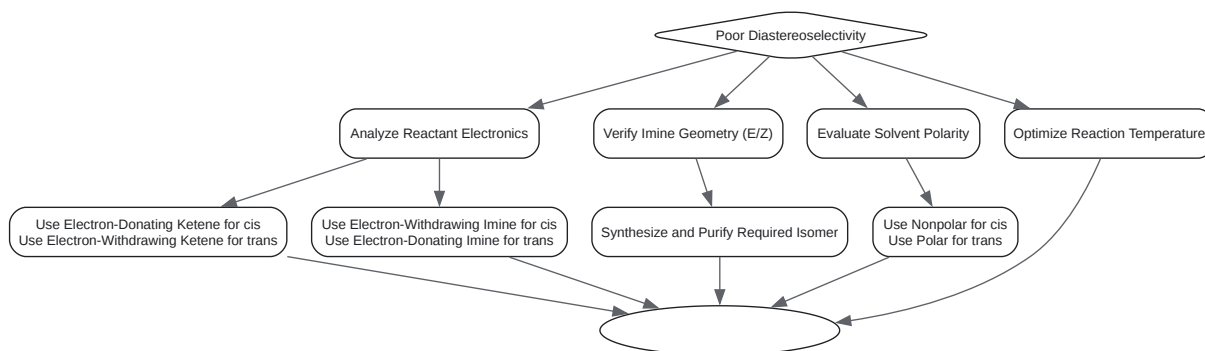 Poor Diastereoselectivity
Analyze Reactant Electronics
Verify Imine Geometry (E/Z)
Evaluate Solvent Polarity
Optimize Reaction Temperature
Use Electron-Donating Ketene for cis
Use Electron-Withdrawing Ketene for trans
Use Electron-Withdrawing Imine for cis
Use Electron-Donating Imine for trans
Synthesize and Purify Required Isomer
Use Nonpolar for cis
Use Polar for trans